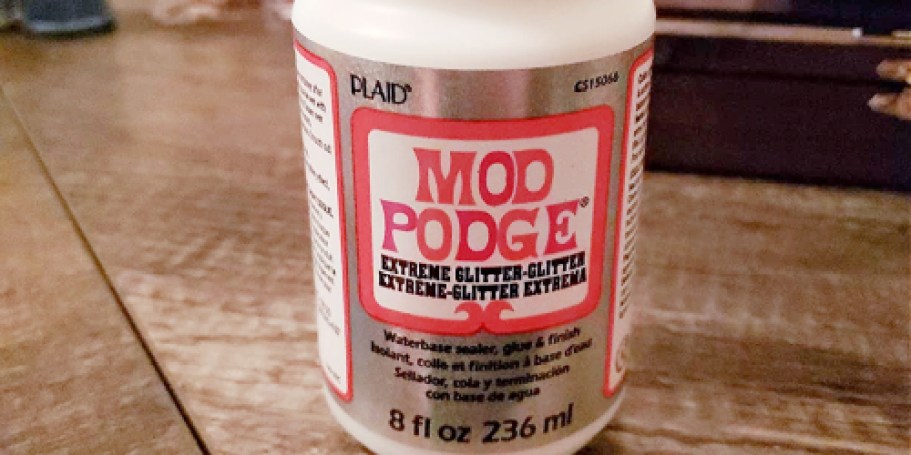 PLAID® CS15066
MOD
PODGE®
EXTREME GLITTER-GLITTER
EXTRÊME-GLITTER EXTREMA
Waterbase sealer, glue & finish
Isolant, colle et finition à base d'eau
Sellador, cola y terminación
con base de agua
8 fl oz 236 ml